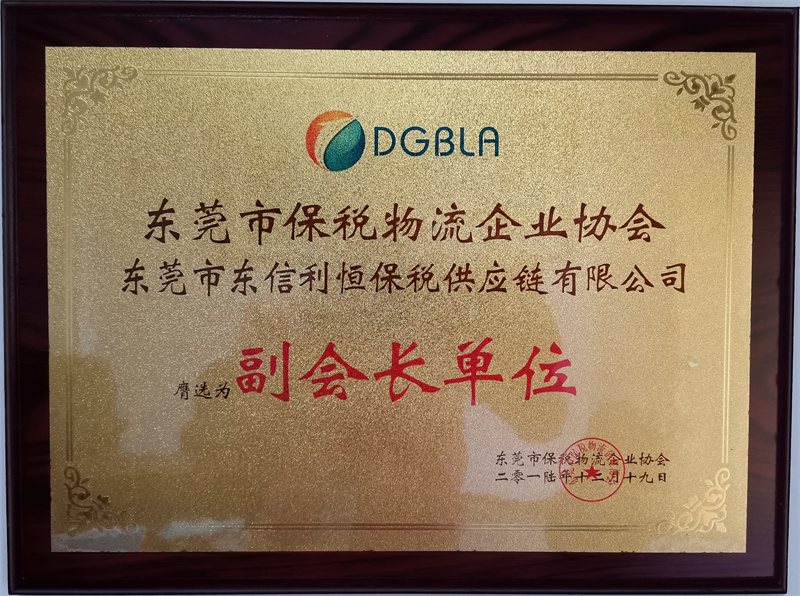 DGBLA
东莞市保税物流企业协会
东莞市东信利恒保税供应链有限公司
膺选为副会长单位
东莞市保税物流企业协会
二零一陆年十二月十九日